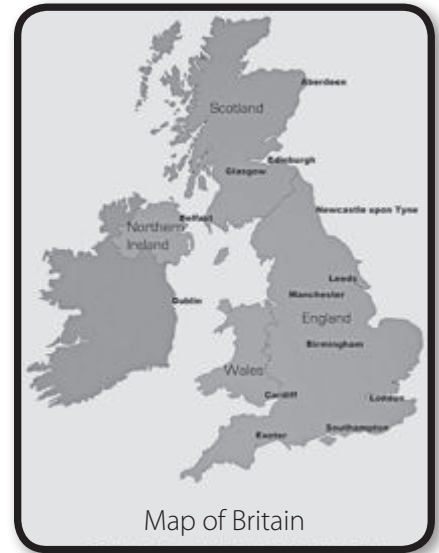 Aberdeen
Scotland
Edinburgh
Glasgow
Newcastle upon Tyne
Belfast
Northern
Ireland
Leeds
Dublin
Manchester
England
Birmingham
Wales
Cardiff
London
Southampton
Exeter
Map of Britain